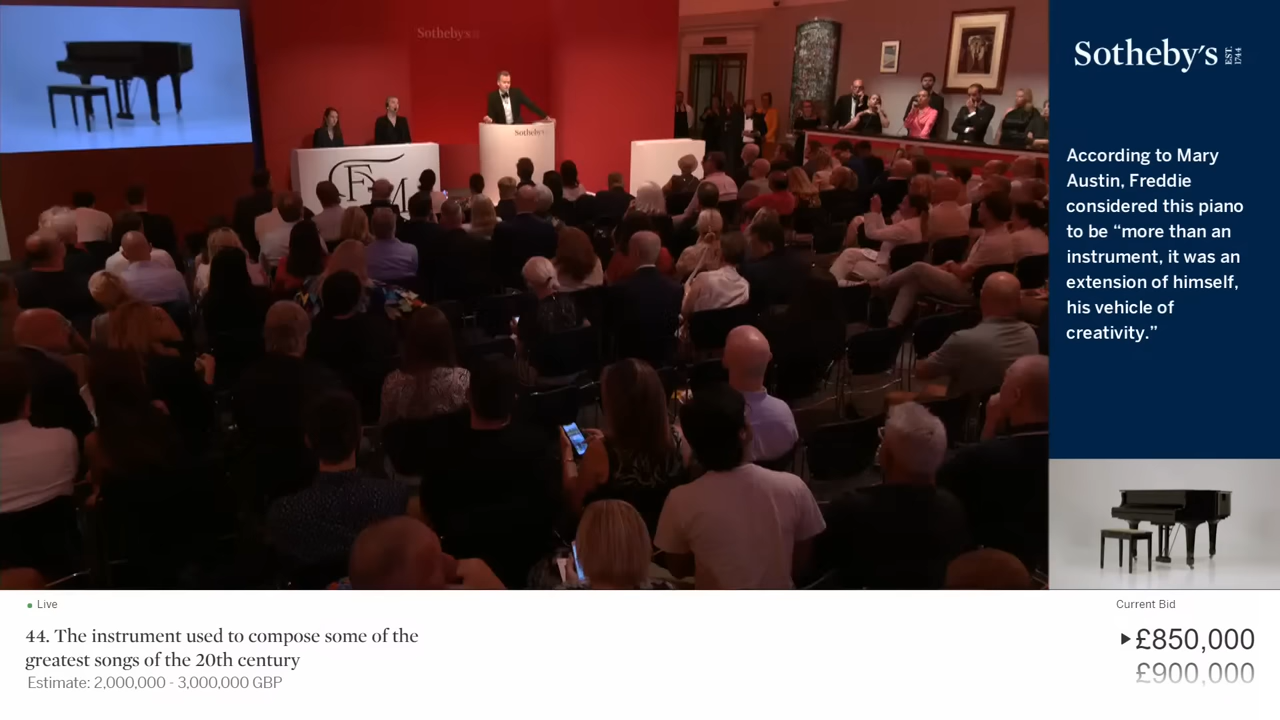 Sotheby's
Sotheby's
FM
Sotheby's
EST.
1744
According to Mary
Austin, Freddie
considered this piano
to be “more than an
instrument, it was an
extension of himself,
his vehicle of
creativity.”
Live
44. The instrument used to compose some of the
greatest songs of the 20th century
Estimate: 2,000,000 - 3,000,000 GBP
Current Bid
£850,000
£900,000